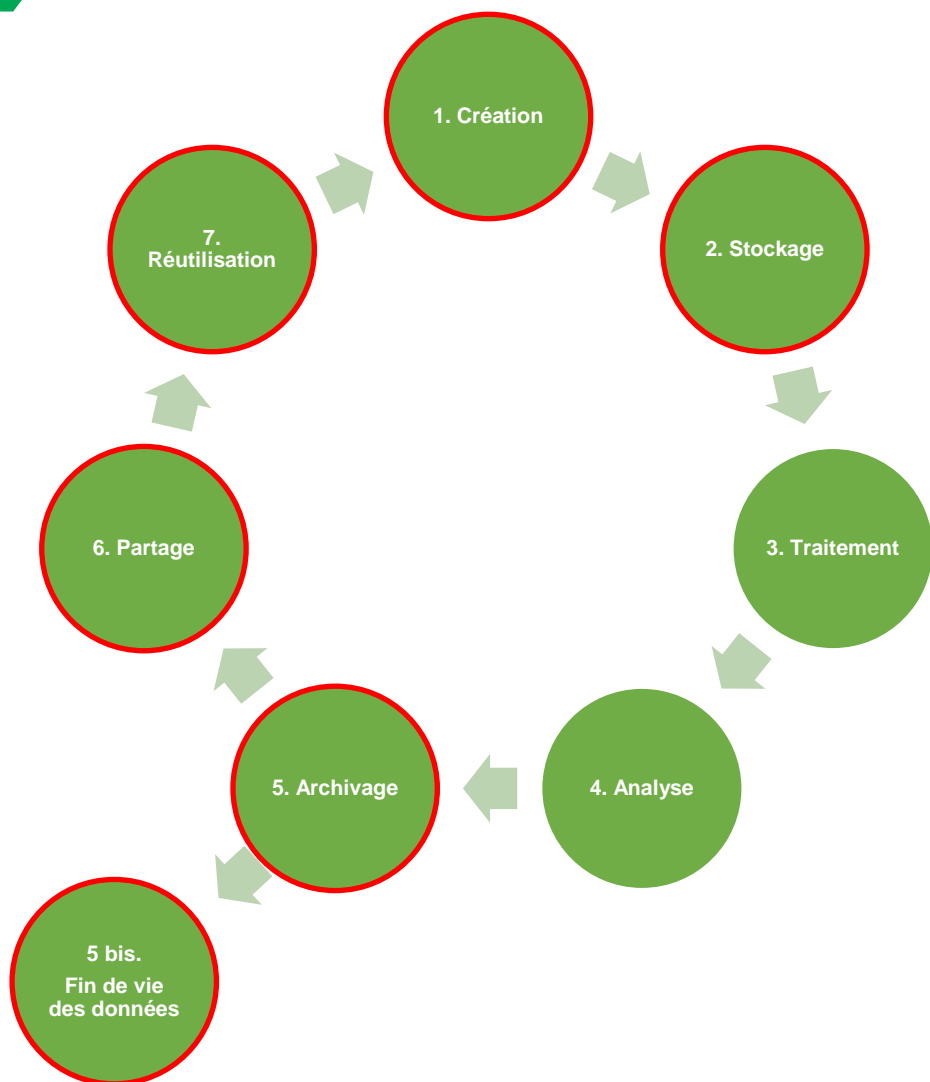 1. Création
2. Stockage
3. Traitement
4. Analyse
5. Archivage
5 bis.
Fin de vie
des données
6. Partage
7.
Réutilisation